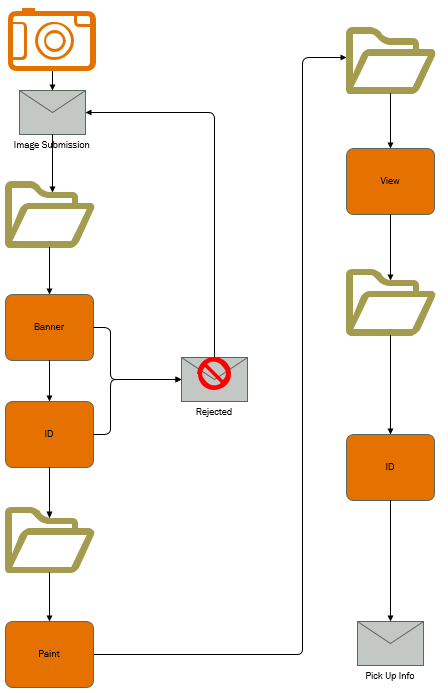 Image Submission
Banner
ID
Rejected
Paint
View
ID
Pick Up Info